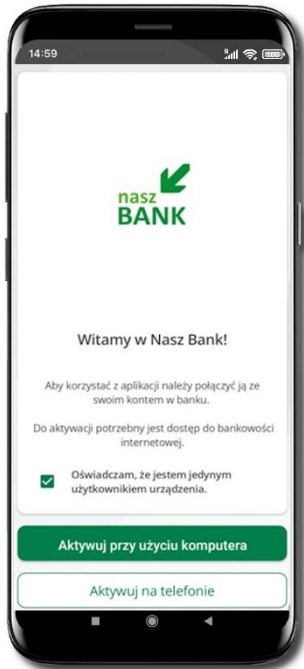 14:59
nasz
BANK
Witamy w Nasz Bank!
Aby korzystać z aplikacji należy połączyć ją ze
swoim kontem w banku.
Do aktywacji potrzebny jest dostęp do bankowości
internetowej.
Oświadczam, że jestem jedynym
użytkownikiem urządzenia.
Aktywuj przy użyciu komputera
Aktywuj na telefonie